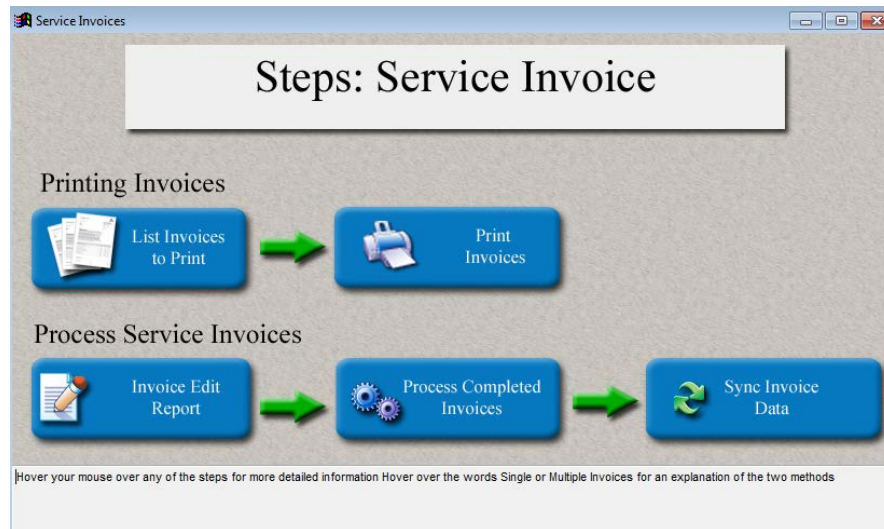 Service Invoices
Steps: Service Invoice
Printing Invoices
List Invoices
to Print
Print
Invoices
Process Service Invoices
Invoice Edit
Report
Process Completed
Invoices
Sync Invoice
Data
Hover your mouse over any of the steps for more detailed information Hover over the words Single or Multiple Invoices for an explanation of the two methods